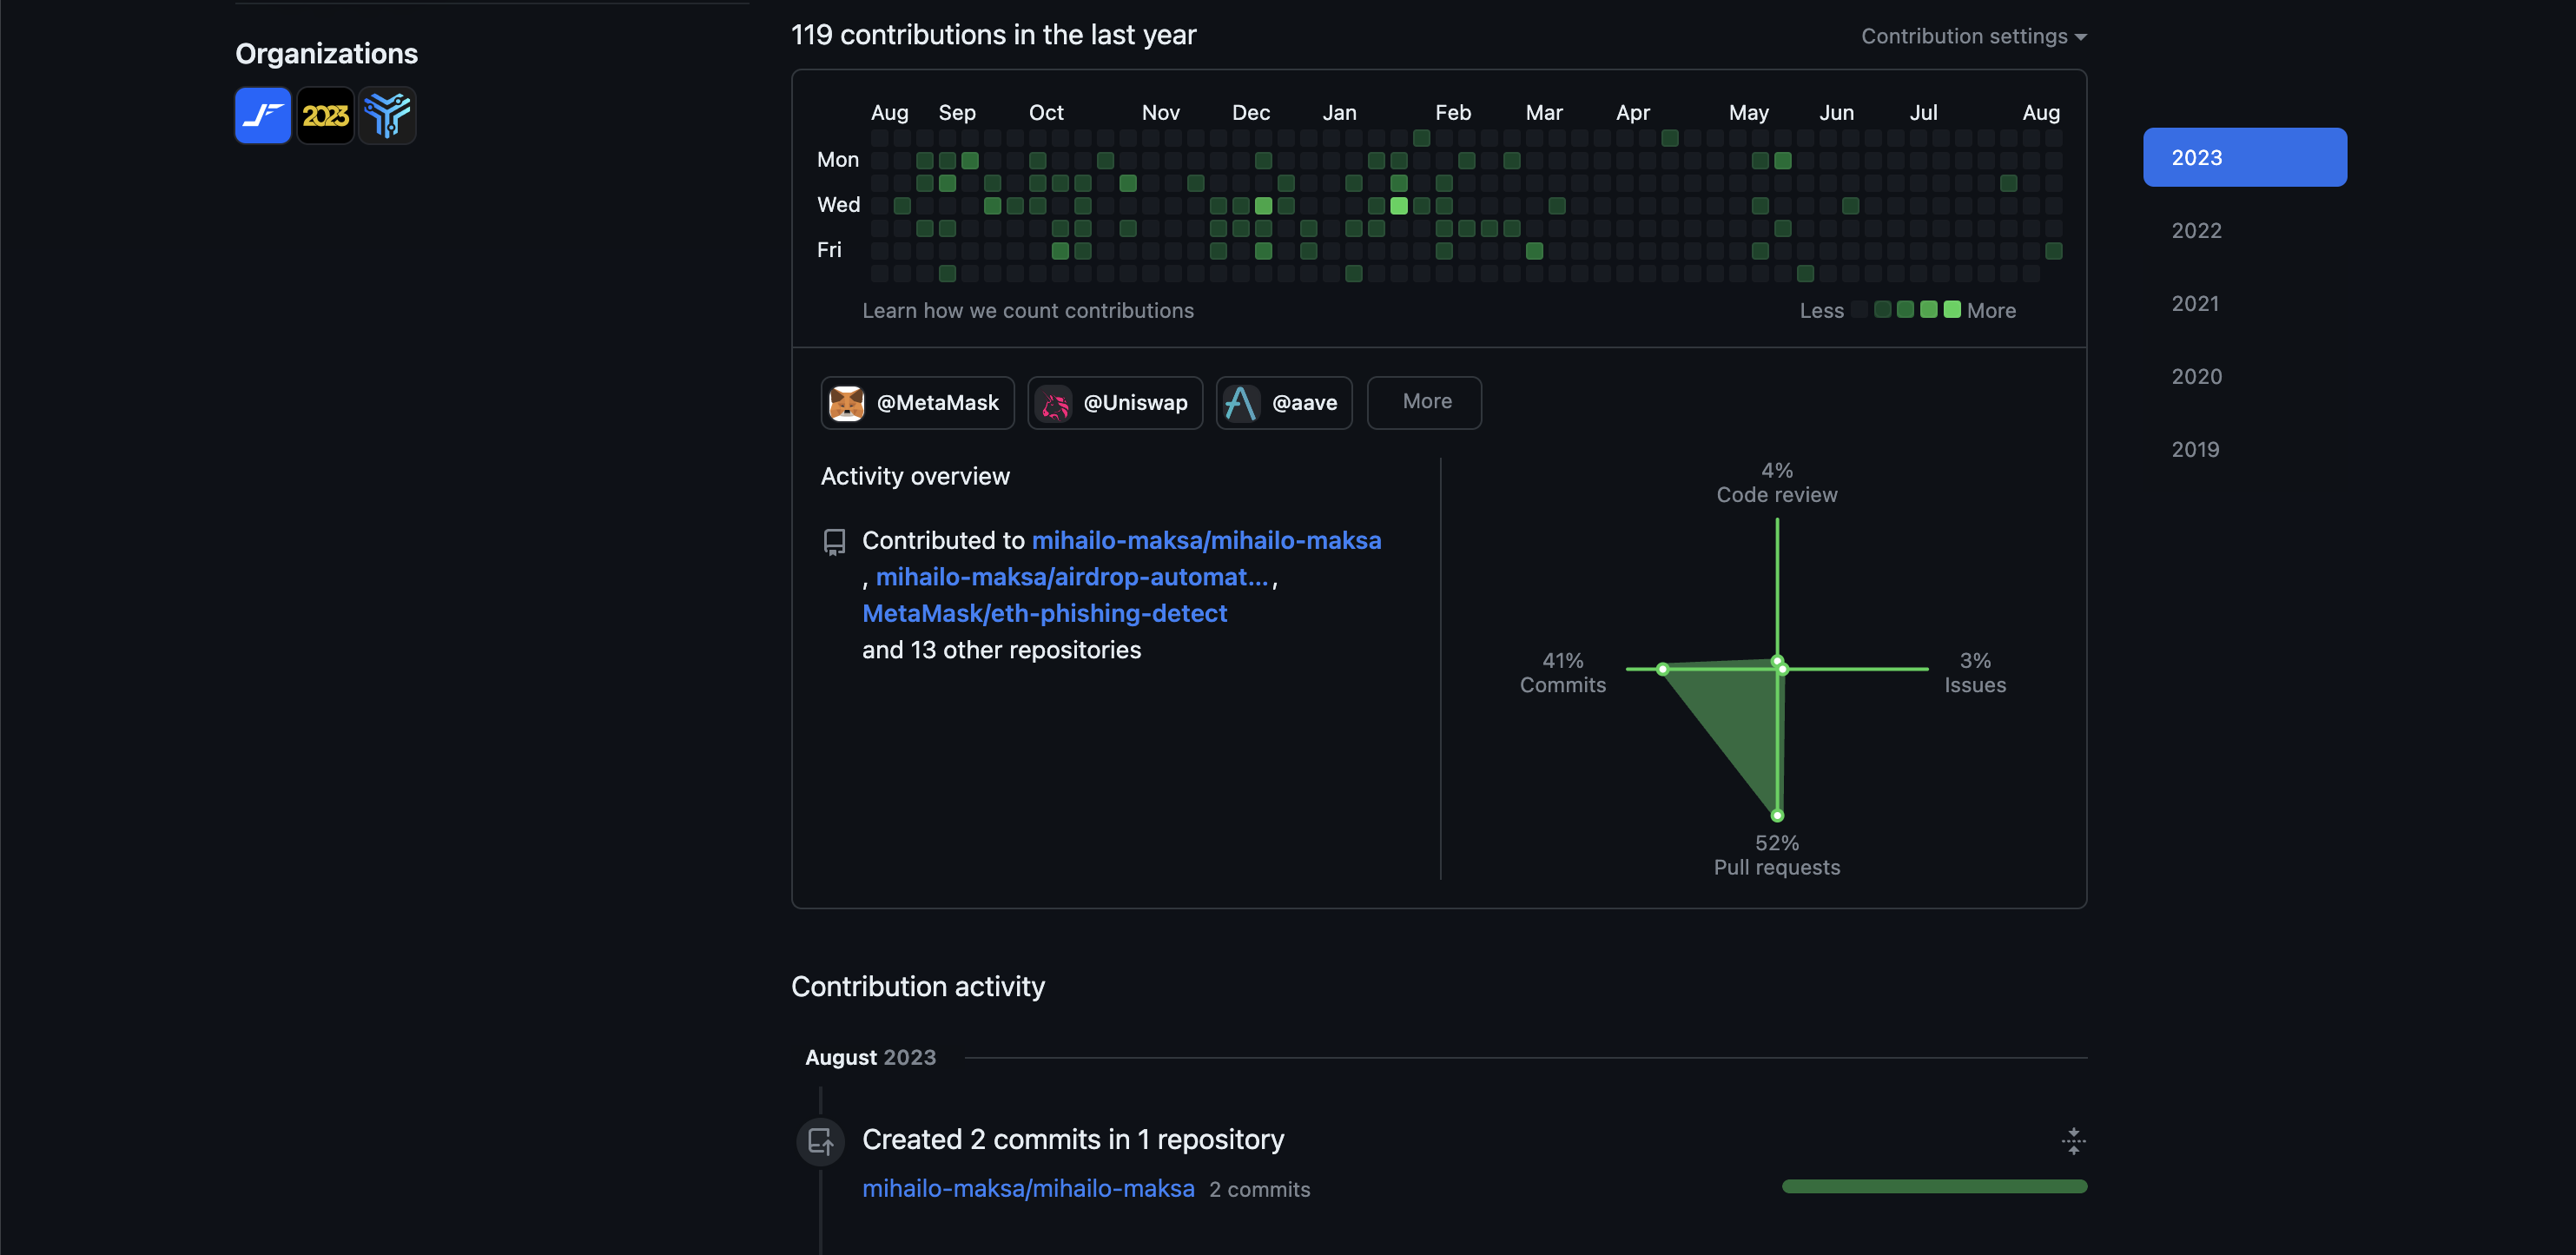 Organizations
2023
119 contributions in the last year
Contribution settings
Aug Sep Oct Nov Dec Jan Feb Mar Apr May Jun Jul Aug
Mon
Wed
Fri
Learn how we count contributions
Less More
@MetaMask @Uniswap @aave More
Activity overview
Contributed to mihailo-maksa/mihailo-maksa
, mihailo-maksa/airdrop-automat... ,
MetaMask/eth-phishing-detect
and 13 other repositories
4%
Code review
41%
Commits
3%
Issues
52%
Pull requests
2023
2022
2021
2020
2019
Contribution activity
August 2023
Created 2 commits in 1 repository
mihailo-maksa/mihailo-maksa 2 commits